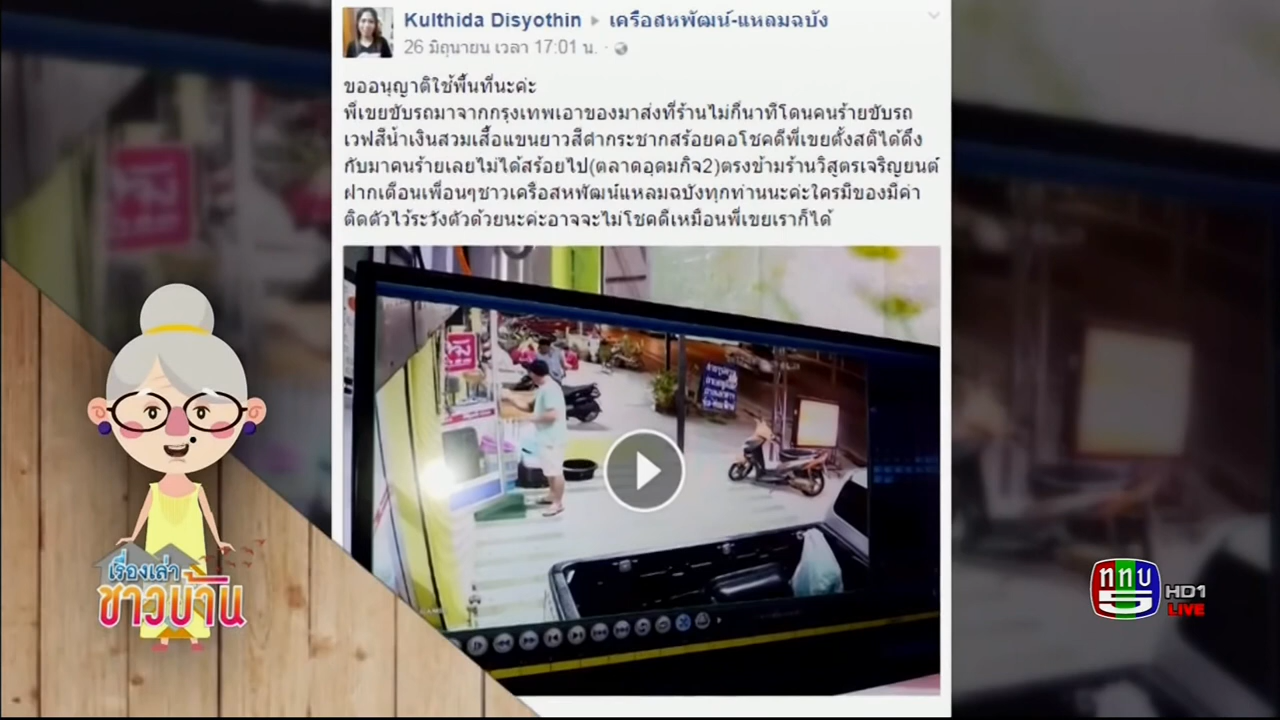 Kulthida Disyothin ▸ เครือสหพัฒน์-แหลมฉบัง
26 มิถุนายน เวลา 17:01 น. ·
ขออนุญาติใช้พื้นที่นะค่ะ
พี่เขยขับรถมาจากกรุงเทพเอาของมาส่งที่ร้านไม่กี่นาทีโดนคนร้ายขับรถ
เวฟสีน้ำเงินสวมเสื้อแขนยาวสีดำกระชากสร้อยคอโชคดีพี่เขยตั้งสติได้ดึง
กับมาคนร้ายเลยไม่ได้สร้อยไป(ตลาดอุดมกิจ2)ตรงข้ามร้านวิสูตรเจริญยนต์
ฝากเตือนเพื่อนๆชาวเครือสหพัฒน์แหลมฉบังทุกท่านนะค่ะใครมีของมีค่า
ติดตัวไว้ระวังตัวด้วยนะค่ะอาจจะไม่โชคดีเหมือนพี่เขยเราก็ได้
เรื่องเล่า
ชาวบ้าน
ททบ
5
HD1
LIVE